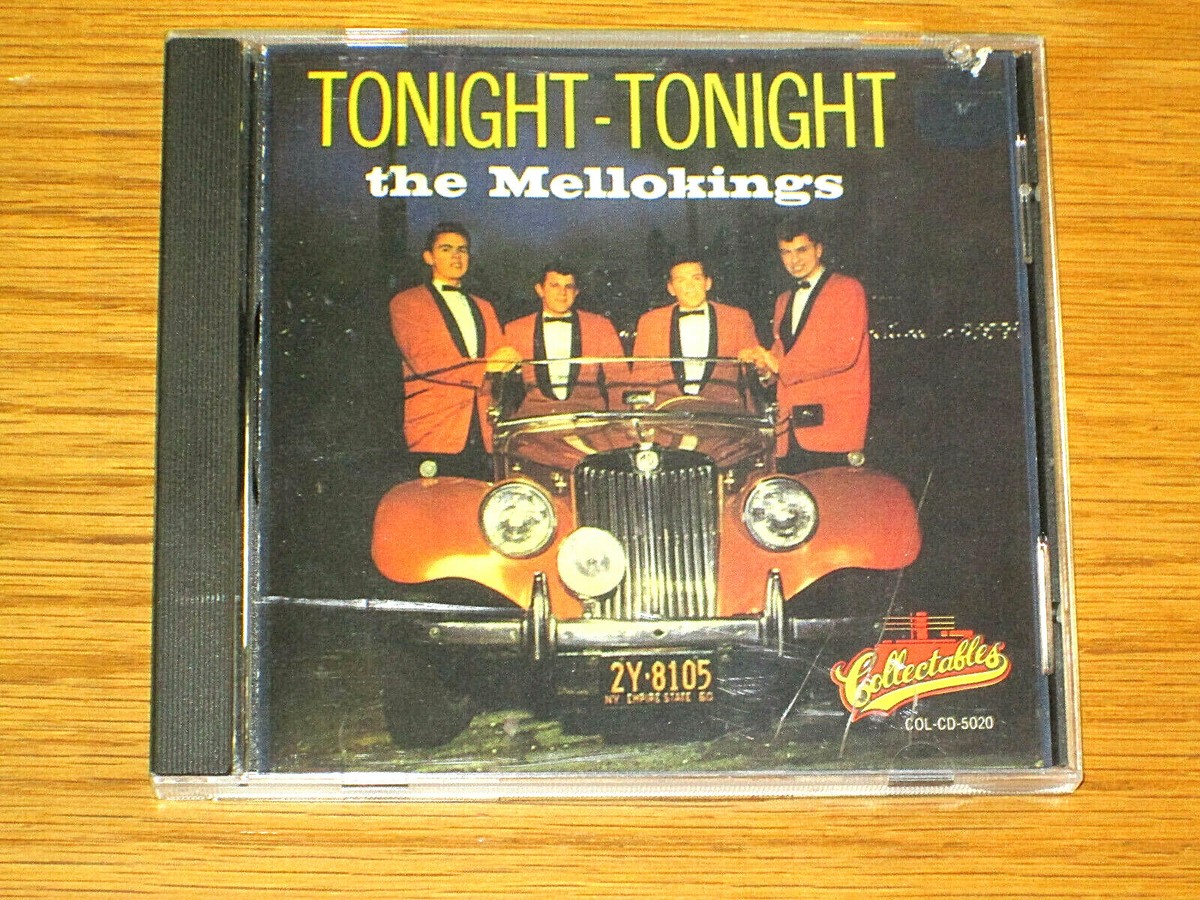 TONIGHT-TONIGHT
the Mellokings
2Y·8105
NY EMPIRE STATE 60
Collectables
COL-CD-5020